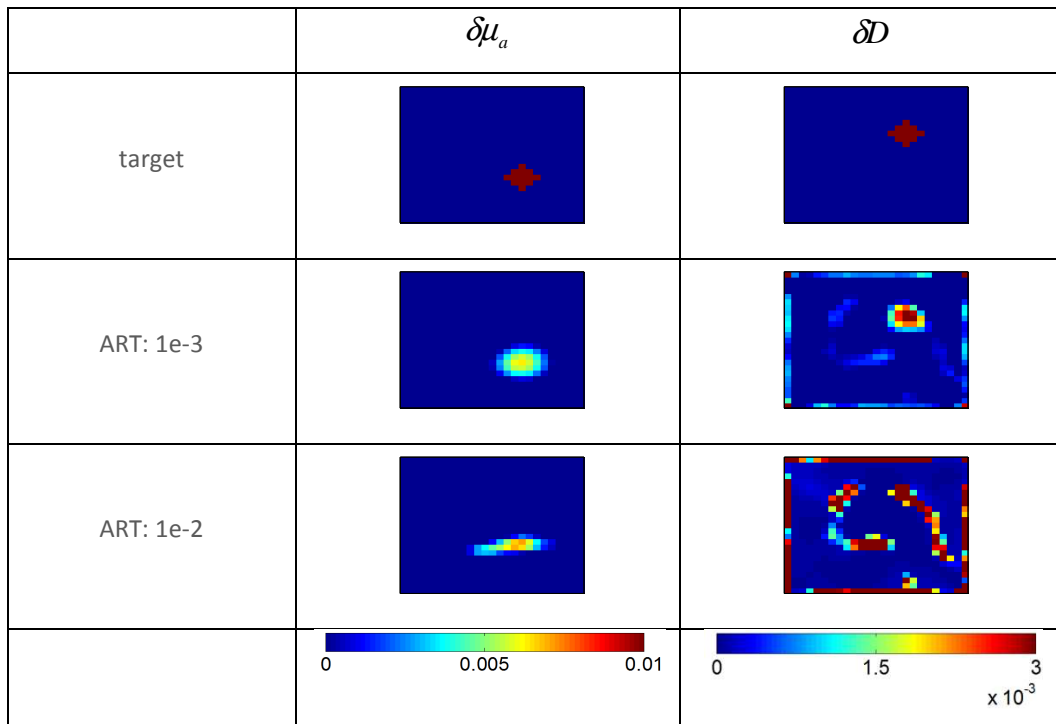 δμₐ δD
target
ART: 1e-3
ART: 1e-2
0 0.005 0.01 0 1.5 3
x 10⁻³